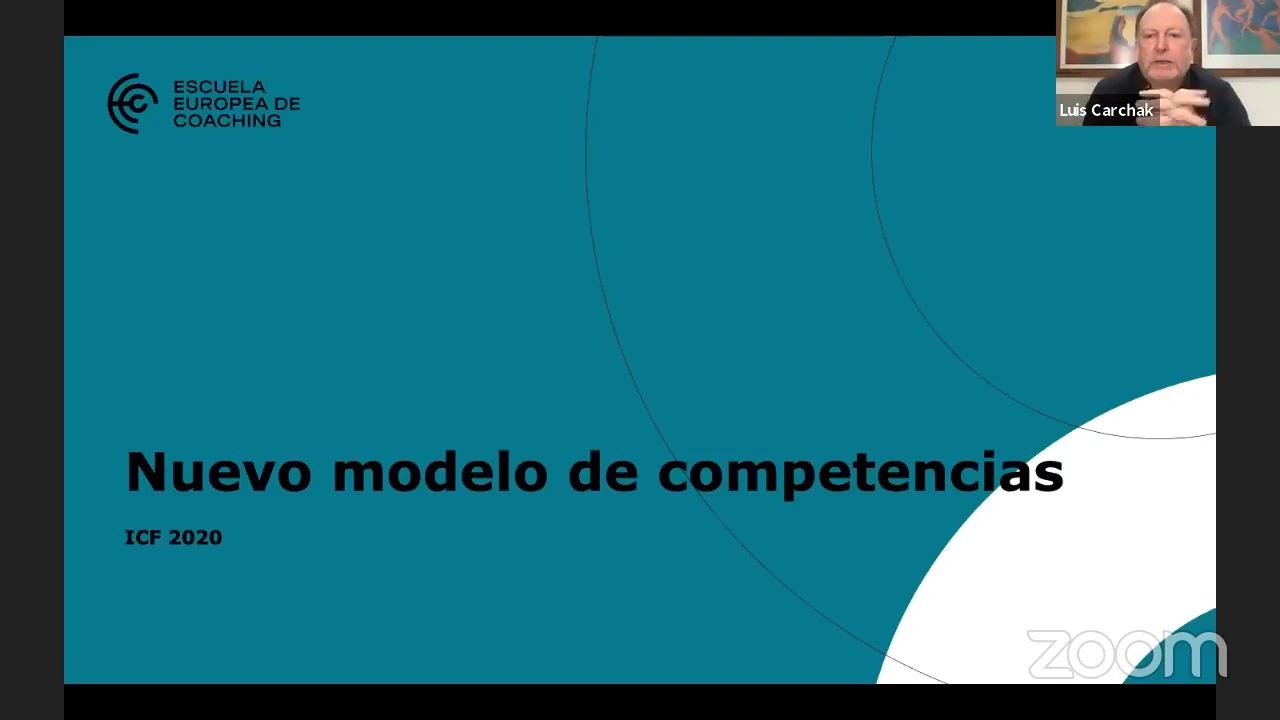 ESCUELA
EUROPEA DE
COACHING
Luis Carchak
Nuevo modelo de competencias
ICF 2020
zoom